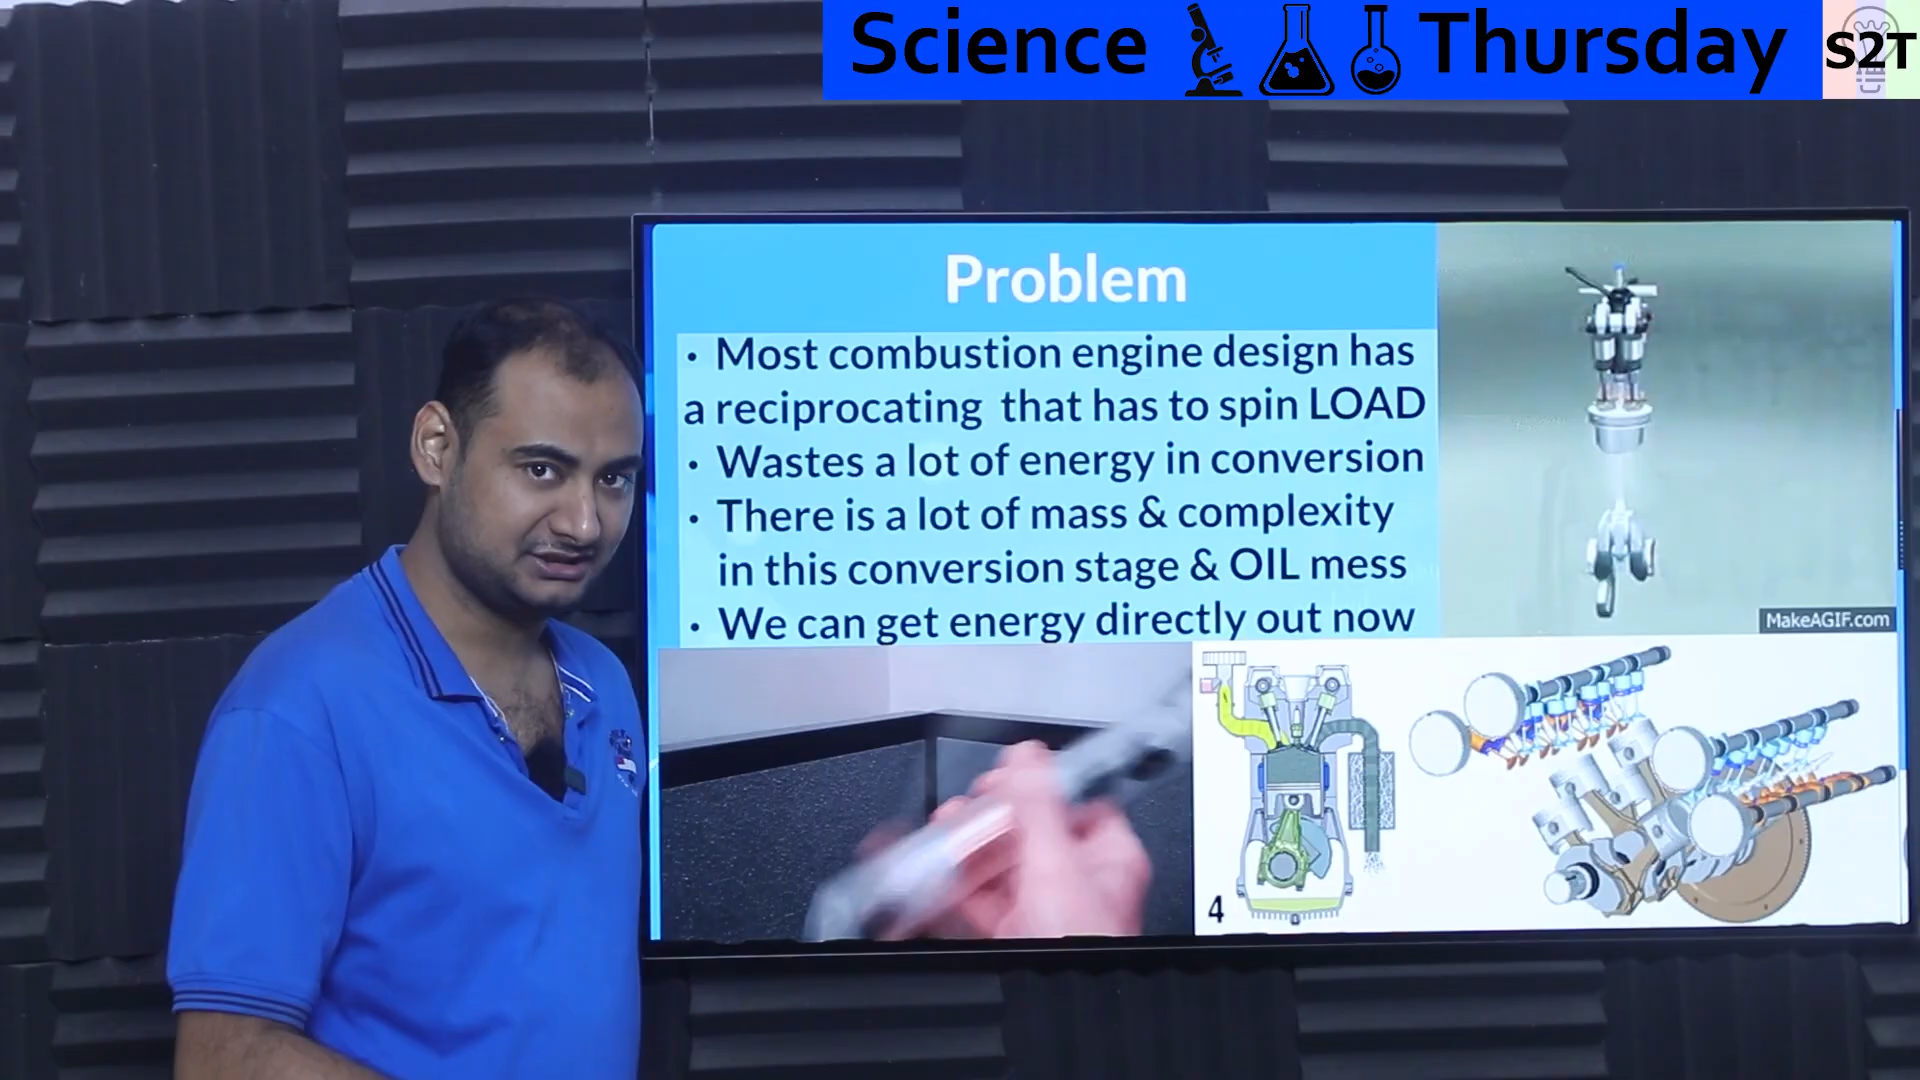 Science Thursday
S2T
Problem
• Most combustion engine design has
a reciprocating that has to spin LOAD
• Wastes a lot of energy in conversion
• There is a lot of mass & complexity
in this conversion stage & OIL mess
• We can get energy directly out now
MakeAGIF.com
4